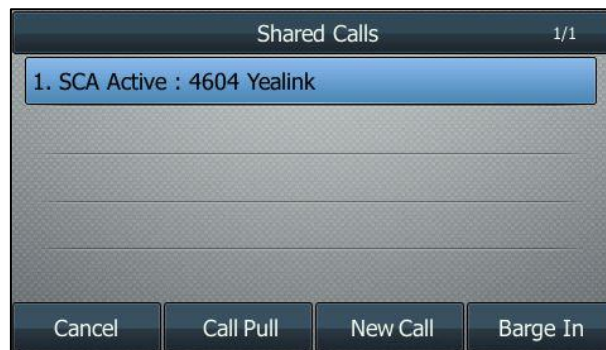 Shared Calls 1/1
1. SCA Active : 4604 Yealink
Cancel Call Pull New Call Barge In